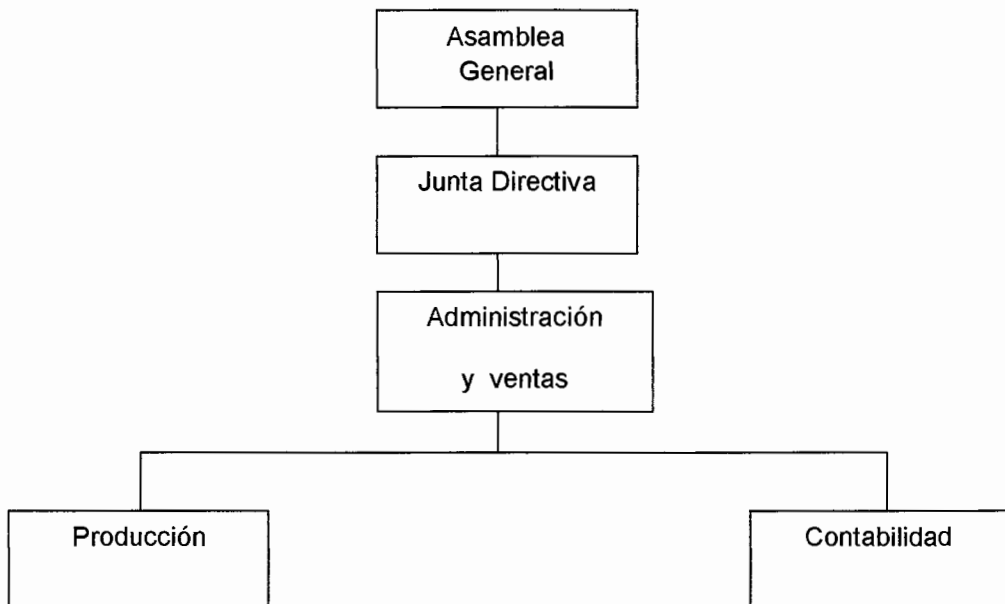 Asamblea
General
Junta Directiva
Administración
y ventas
Producción
Contabilidad